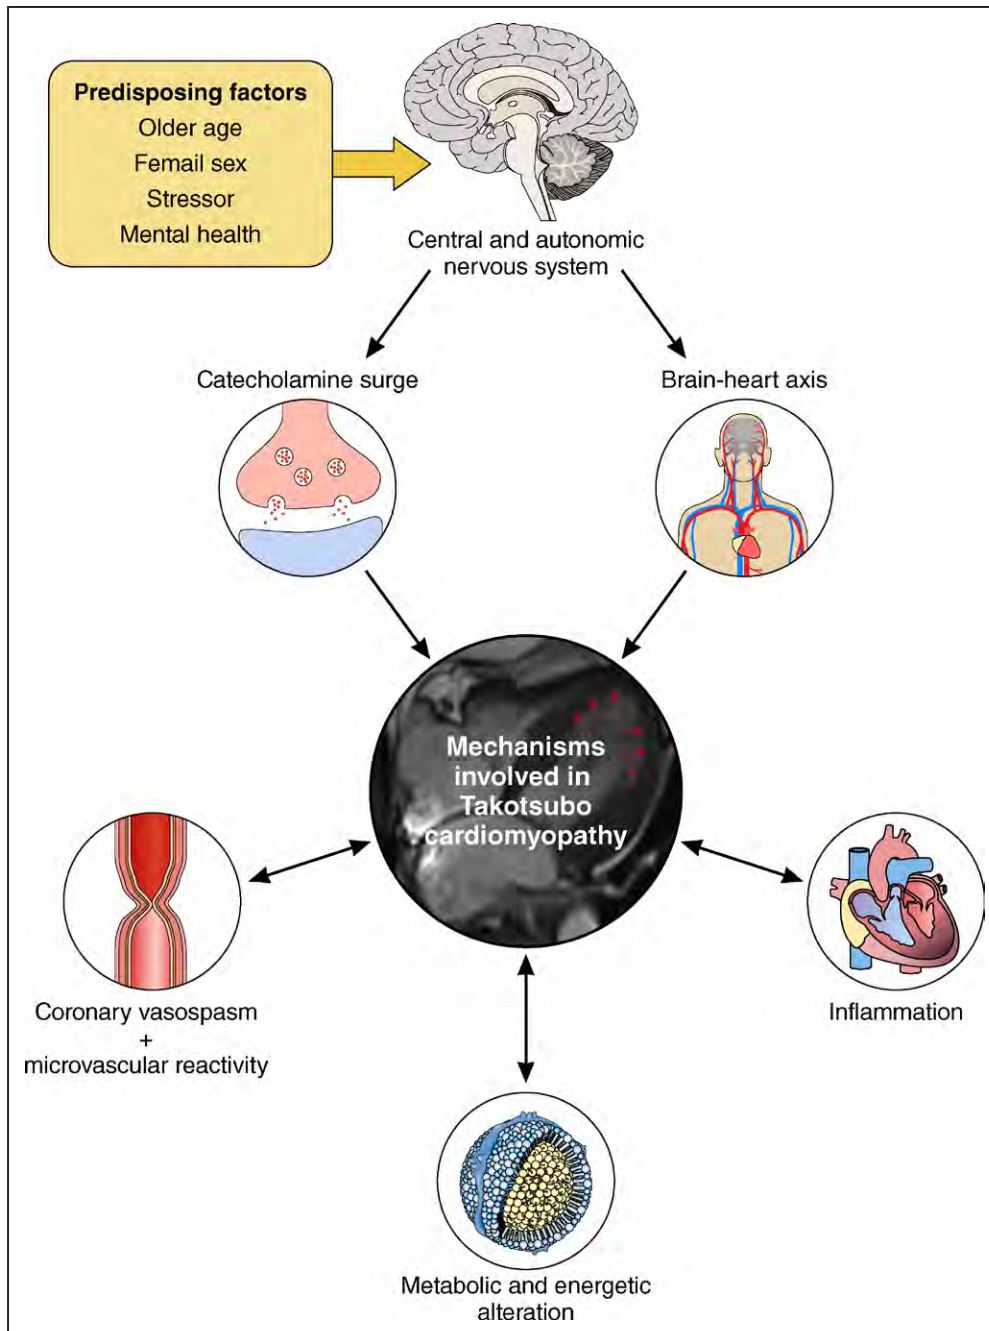 Predisposing factors
Older age
Femail sex
Stressor
Mental health
Central and autonomic
nervous system
Catecholamine surge
Brain-heart axis
Mechanisms
involved in
Takotsubo
cardiomyopathy
Coronary vasospasm
+
microvascular reactivity
Inflammation
Metabolic and energetic
alteration